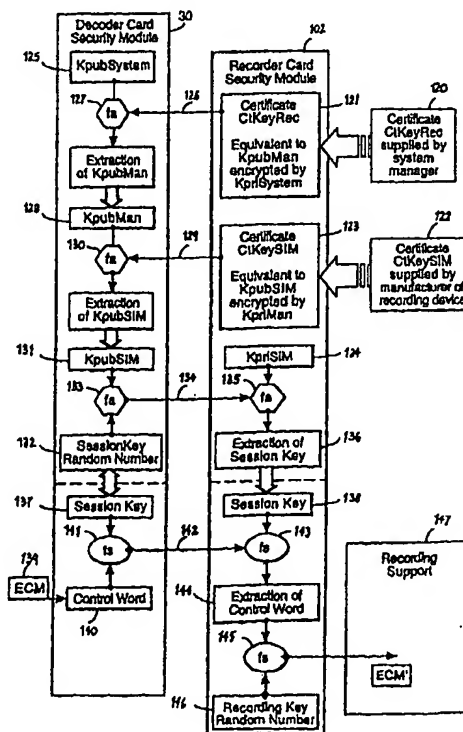 Decoder Card
Security Module
30
125
KpubSystem
127
fa
126
Extraction
of KpubMan
128
KpubMan
130
fa
129
Extraction
of KpubSIM
131
KpubSIM
133
fa
134
132
SessionKey
Random Number
137
Session Key
141
fs
142
139
ECM
Control Word
140
102
Recorder Card
Security Module
121
Certificate
CtKeyRec
Equivalent to
KpubMan
encrypted by
KpriSystem
123
Certificate
CtKeySIM
Equivalent to
KpubSIM
encrypted by
KpriMan
KpriSIM
124
fa
135
Extraction of
Session Key
136
Session Key
138
fs
143
144
Extraction of
Control Word
145
fs
146
Recording Key
Random Number
120
Certificate
CtKeyRec
supplied by
system
manager
122
Certificate
CtKeySIM
supplied by
manufacturer of
recording device
147
Recording
Support
ECM'